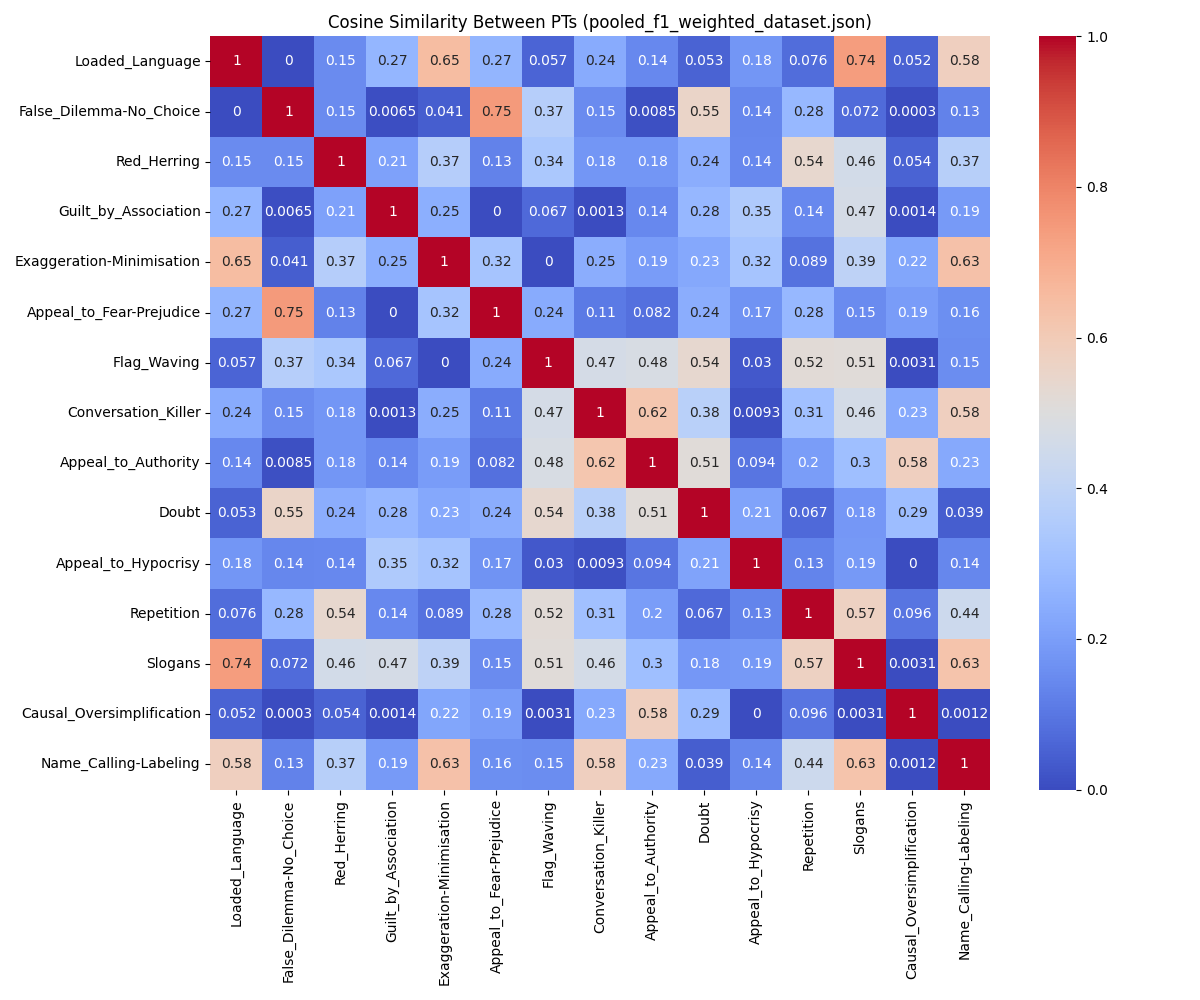 Cosine Similarity Between PTs (pooled_f1_weighted_dataset.json)
Loaded_Language 1 0 0.15 0.27 0.65 0.27 0.057 0.24 0.14 0.053 0.18 0.076 0.74 0.052 0.58
False_Dilemma-No_Choice 0 1 0.15 0.0065 0.041 0.75 0.37 0.15 0.0085 0.55 0.14 0.28 0.072 0.0003 0.13
Red_Herring 0.15 0.15 1 0.21 0.37 0.13 0.34 0.18 0.18 0.24 0.14 0.54 0.46 0.054 0.37
Guilt_by_Association 0.27 0.0065 0.21 1 0.25 0 0.067 0.0013 0.14 0.28 0.35 0.14 0.47 0.0014 0.19
Exaggeration-Minimisation 0.65 0.041 0.37 0.25 1 0.32 0 0.25 0.19 0.23 0.32 0.089 0.39 0.22 0.63
Appeal_to_Fear-Prejudice 0.27 0.75 0.13 0 0.32 1 0.24 0.11 0.082 0.24 0.17 0.28 0.15 0.19 0.16
Flag_Waving 0.057 0.37 0.34 0.067 0 0.24 1 0.47 0.48 0.54 0.03 0.52 0.51 0.0031 0.15
Conversation_Killer 0.24 0.15 0.18 0.0013 0.25 0.11 0.47 1 0.62 0.38 0.0093 0.31 0.46 0.23 0.58
Appeal_to_Authority 0.14 0.0085 0.18 0.14 0.19 0.082 0.48 0.62 1 0.51 0.094 0.2 0.3 0.58 0.23
Doubt 0.053 0.55 0.24 0.28 0.23 0.24 0.54 0.38 0.51 1 0.21 0.067 0.18 0.29 0.039
Appeal_to_Hypocrisy 0.18 0.14 0.14 0.35 0.32 0.17 0.03 0.0093 0.094 0.21 1 0.13 0.19 0 0.14
Repetition 0.076 0.28 0.54 0.14 0.089 0.28 0.52 0.31 0.2 0.067 0.13 1 0.57 0.096 0.44
Slogans 0.74 0.072 0.46 0.47 0.39 0.15 0.51 0.46 0.3 0.18 0.19 0.57 1 0.0031 0.63
Causal_Oversimplification 0.052 0.0003 0.054 0.0014 0.22 0.19 0.0031 0.23 0.58 0.29 0 0.096 0.0031 1 0.0012
Name_Calling-Labeling 0.58 0.13 0.37 0.19 0.63 0.16 0.15 0.58 0.23 0.039 0.14 0.44 0.63 0.0012 1
Loaded_Language
False_Dilemma-No_Choice
Red_Herring
Guilt_by_Association
Exaggeration-Minimisation
Appeal_to_Fear-Prejudice
Flag_Waving
Conversation_Killer
Appeal_to_Authority
Doubt
Appeal_to_Hypocrisy
Repetition
Slogans
Causal_Oversimplification
Name_Calling-Labeling
1.0
0.8
0.6
0.4
0.2
0.0